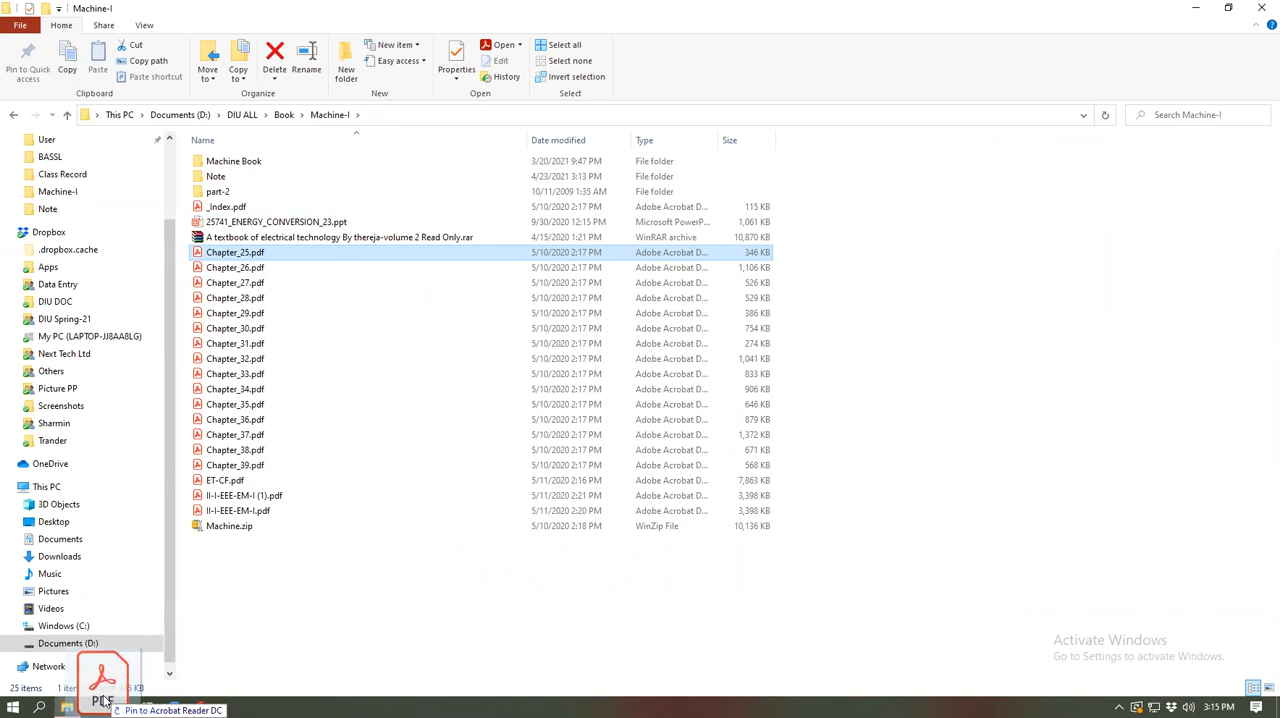 Machine-I
File Home Share View
Pin to Quick access
Copy
Paste
Cut
Copy path
Paste shortcut
Clipboard
Move to
Copy to
Delete
Rename
Organize
New folder
New item
Easy access
New
Properties
Open
Edit
History
Open
Select all
Select none
Invert selection
Select
This PC > Documents (D:) > DIU ALL > Book > Machine-I >
Search Machine-I
User
BASSL
Class Record
Machine-I
Note
Dropbox
.dropbox.cache
Apps
Data Entry
DIU DOC
DIU Spring-21
My PC (LAPTOP-JJ8AA8LG)
Next Tech Ltd
Others
Picture PP
Screenshots
Sharmin
Trander
OneDrive
This PC
3D Objects
Desktop
Documents
Downloads
Music
Pictures
Videos
Windows (C:)
Documents (D:)
Network
Name Date modified Type Size
Machine Book 3/20/2021 9:47 PM File folder
Note 4/23/2021 3:13 PM File folder
part-2 10/11/2009 1:35 AM File folder
_Index.pdf 5/10/2020 2:17 PM Adobe Acrobat D... 115 KB
25741_ENERGY_CONVERSION_23.ppt 9/30/2020 12:15 PM Microsoft PowerP... 1,061 KB
A textbook of electrical technology By thereja-volume 2 Read Only.rar 4/15/2020 1:21 PM WinRAR archive 10,870 KB
Chapter_25.pdf 5/10/2020 2:17 PM Adobe Acrobat D... 346 KB
Chapter_26.pdf 5/10/2020 2:17 PM Adobe Acrobat D... 1,106 KB
Chapter_27.pdf 5/10/2020 2:17 PM Adobe Acrobat D... 526 KB
Chapter_28.pdf 5/10/2020 2:17 PM Adobe Acrobat D... 529 KB
Chapter_29.pdf 5/10/2020 2:17 PM Adobe Acrobat D... 386 KB
Chapter_30.pdf 5/10/2020 2:17 PM Adobe Acrobat D... 754 KB
Chapter_31.pdf 5/10/2020 2:17 PM Adobe Acrobat D... 274 KB
Chapter_32.pdf 5/10/2020 2:17 PM Adobe Acrobat D... 1,041 KB
Chapter_33.pdf 5/10/2020 2:17 PM Adobe Acrobat D... 833 KB
Chapter_34.pdf 5/10/2020 2:17 PM Adobe Acrobat D... 906 KB
Chapter_35.pdf 5/10/2020 2:17 PM Adobe Acrobat D... 646 KB
Chapter_36.pdf 5/10/2020 2:17 PM Adobe Acrobat D... 879 KB
Chapter_37.pdf 5/10/2020 2:17 PM Adobe Acrobat D... 1,372 KB
Chapter_38.pdf 5/10/2020 2:17 PM Adobe Acrobat D... 671 KB
Chapter_39.pdf 5/10/2020 2:17 PM Adobe Acrobat D... 568 KB
ET-CF.pdf 5/11/2020 2:16 PM Adobe Acrobat D... 7,863 KB
II-I-EEE-EM-I (1).pdf 5/11/2020 2:21 PM Adobe Acrobat D... 3,398 KB
II-I-EEE-EM-I.pdf 5/11/2020 2:20 PM Adobe Acrobat D... 3,398 KB
Machine.zip 5/10/2020 2:18 PM WinZip File 10,136 KB
Activate Windows
Go to Settings to activate Windows.
25 items
PDF
Pin to Acrobat Reader DC
3:15 PM